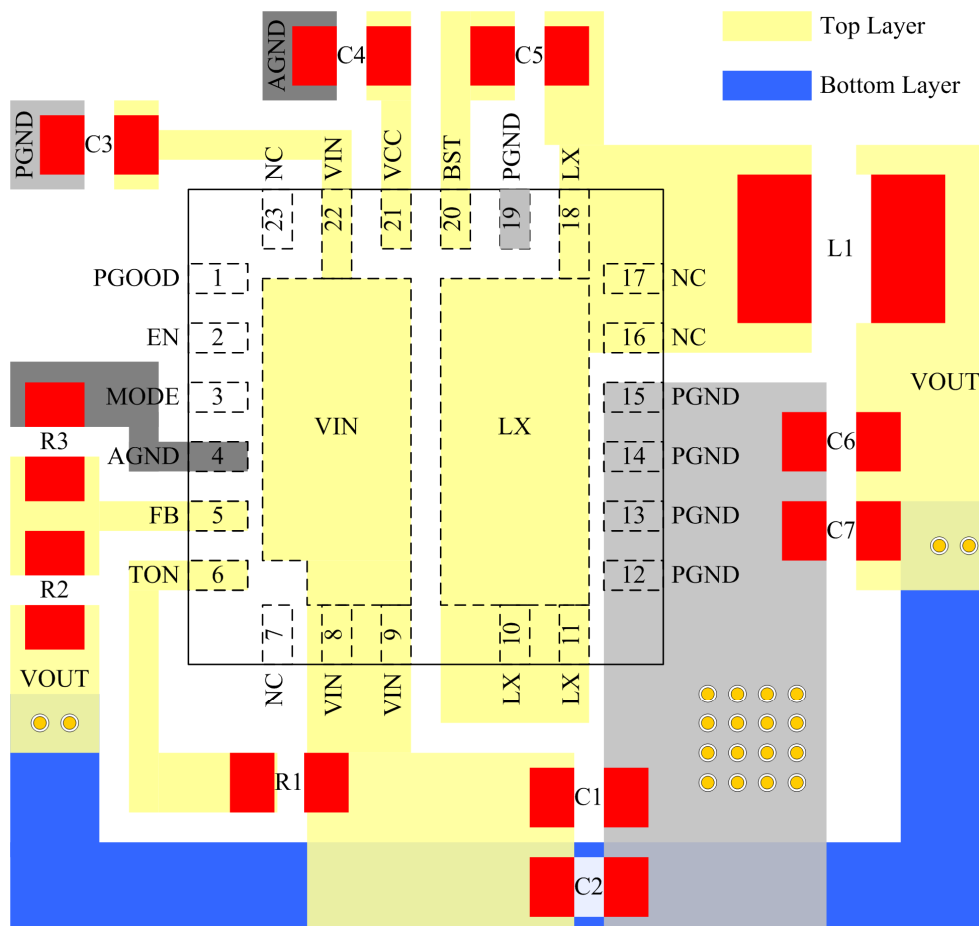 Top Layer
Bottom Layer
AGND
C4
C5
PGND
C3
NC
VIN
VCC
BST
PGND
LX
23
22
21
20
19
18
L1
PGOOD
1
17
NC
EN
2
16
NC
MODE
3
15
PGND
VOUT
R3
VIN
LX
C6
AGND
4
14
PGND
FB
5
13
PGND
C7
TON
6
12
PGND
R2
7
8
9
10
11
VOUT
NC
VIN
VIN
LX
LX
R1
C1
C2